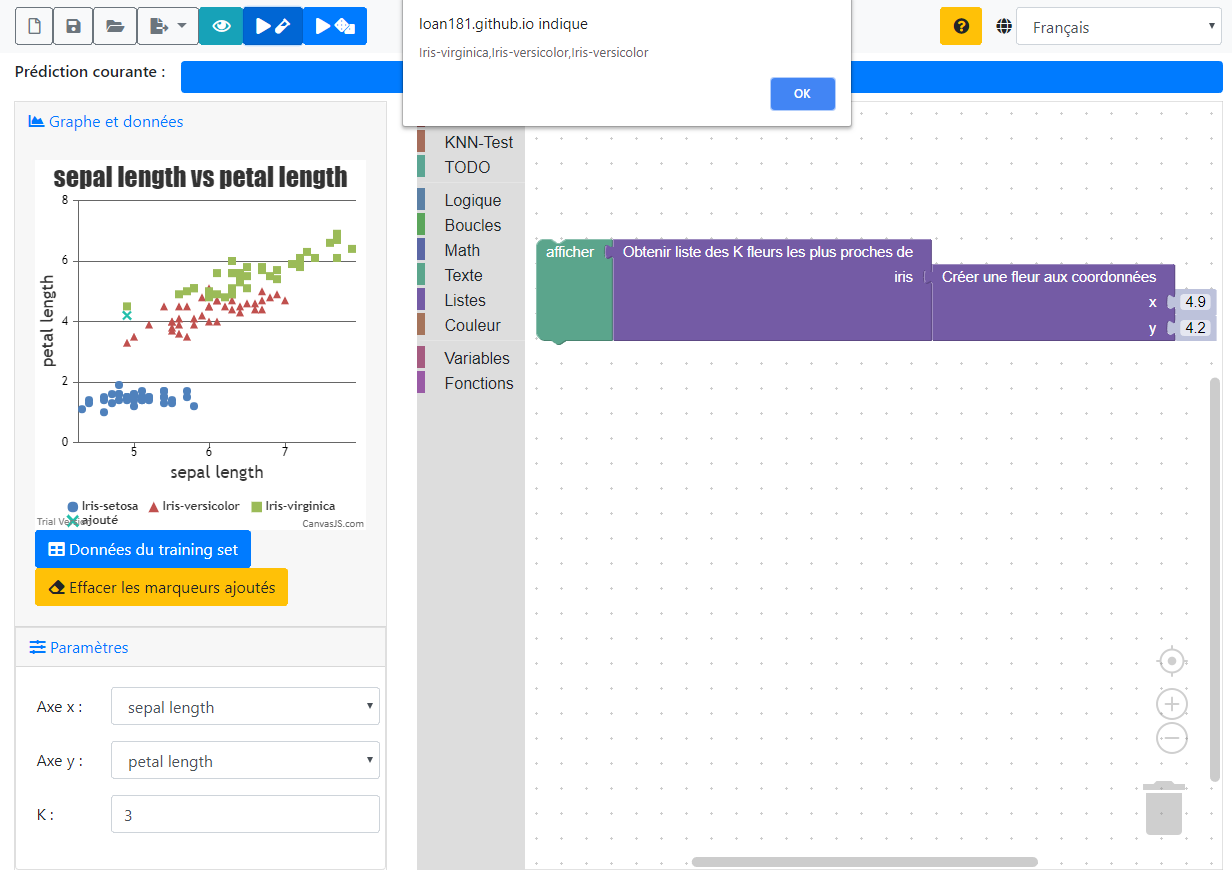 loan181.github.io indique
Iris-virginica,Iris-versicolor,Iris-versicolor
OK
Français
Prédiction courante :
Graphe et données
sepal length vs petal length
8
6
4
2
0
petal length
5
6
7
sepal length
Iris-setosa
Iris-versicolor
Iris-virginica
ajouté
Trial Version
CanvasJS.com
Données du training set
Effacer les marqueurs ajoutés
Paramètres
Axe x :
sepal length
Axe y :
petal length
K :
3
KNN-Test
TODO
Logique
Boucles
Math
Texte
Listes
Couleur
Variables
Fonctions
afficher
Obtenir liste des K fleurs les plus proches de
iris
Créer une fleur aux coordonnées
x
4.9
y
4.2